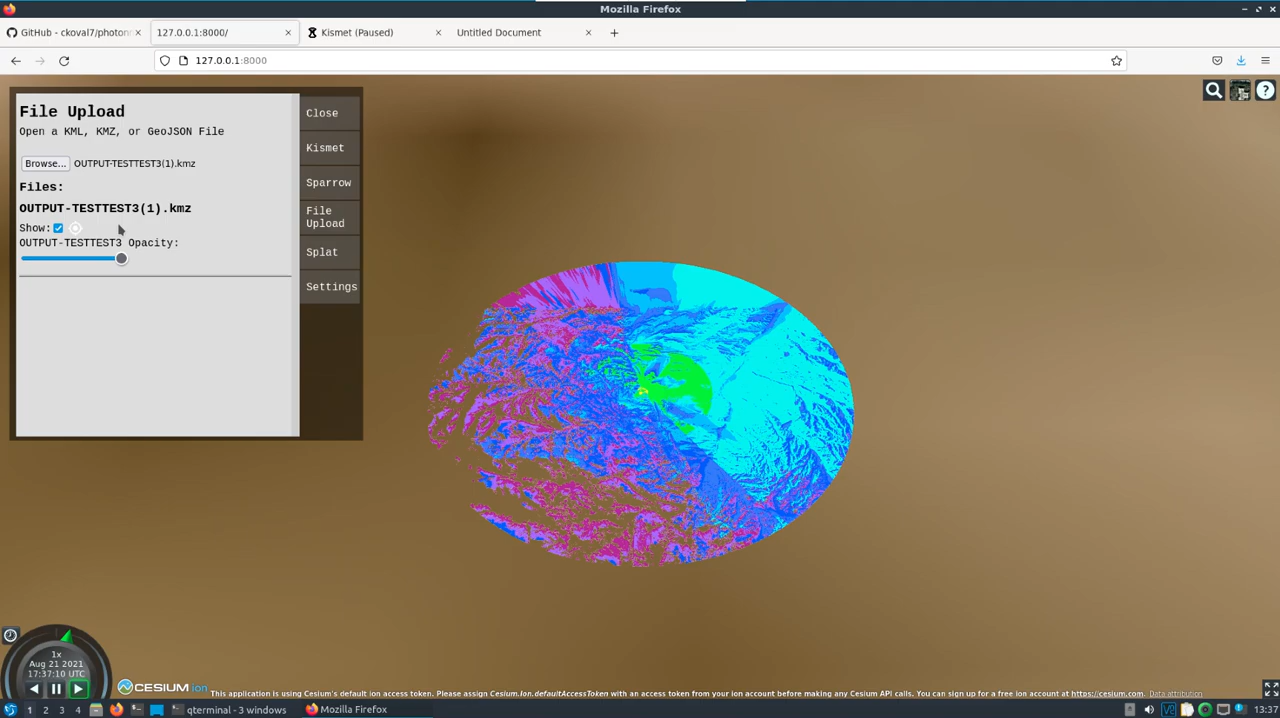 Mozilla Firefox
GitHub - ckoval7/photon
127.0.0.1:8000/
Kismet (Paused)
Untitled Document
127.0.0.1:8000
File Upload
Open a KML, KMZ, or GeoJSON File
Browse... OUTPUT-TESTTEST3(1).kmz
Files:
OUTPUT-TESTTEST3(1).kmz
Show:
OUTPUT-TESTTEST3 Opacity:
Close
Kismet
Sparrow
File
Upload
Splat
Settings
1x
Aug 21 2021
17:37:10 UTC
CESIUM ion
This application is using Cesium's default ion access token. Please assign Cesium.Ion.defaultAccessToken with an access token from your ion account before making any Cesium API calls. You can sign up for a free ion account at https://cesium.com. Data attribution
1 2 3 4 qterminal - 3 windows Mozilla Firefox 13:37